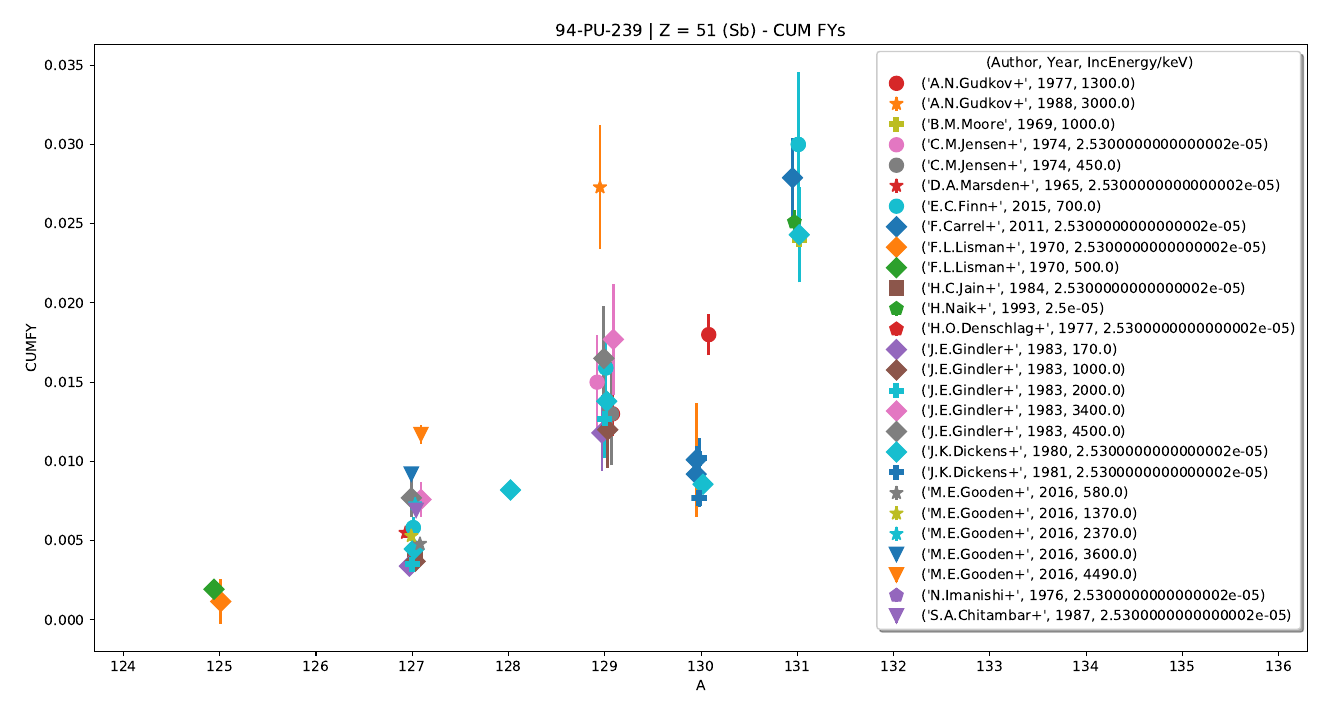 94-PU-239 | Z = 51 (Sb) - CUM FYs
CUMFY
0.035
0.030
0.025
0.020
0.015
0.010
0.005
0.000
124 125 126 127 128 129 130 131 132 133 134 135 136
A
(Author, Year, IncEnergy/keV)
('A.N.Gudkov+', 1977, 1300.0)
('A.N.Gudkov+', 1988, 3000.0)
('B.M.Moore', 1969, 1000.0)
('C.M.Jensen+', 1974, 2.5300000000000002e-05)
('C.M.Jensen+', 1974, 450.0)
('D.A.Marsden+', 1965, 2.5300000000000002e-05)
('E.C.Finn+', 2015, 700.0)
('F.Carrel+', 2011, 2.5300000000000002e-05)
('F.L.Lisman+', 1970, 2.5300000000000002e-05)
('F.L.Lisman+', 1970, 500.0)
('H.C.Jain+', 1984, 2.5300000000000002e-05)
('H.Naik+', 1993, 2.5e-05)
('H.O.Denschlag+', 1977, 2.5300000000000002e-05)
('J.E.Gindler+', 1983, 170.0)
('J.E.Gindler+', 1983, 1000.0)
('J.E.Gindler+', 1983, 2000.0)
('J.E.Gindler+', 1983, 3400.0)
('J.E.Gindler+', 1983, 4500.0)
('J.K.Dickens+', 1980, 2.5300000000000002e-05)
('J.K.Dickens+', 1981, 2.5300000000000002e-05)
('M.E.Gooden+', 2016, 580.0)
('M.E.Gooden+', 2016, 1370.0)
('M.E.Gooden+', 2016, 2370.0)
('M.E.Gooden+', 2016, 3600.0)
('M.E.Gooden+', 2016, 4490.0)
('N.Imanishi+', 1976, 2.5300000000000002e-05)
('S.A.Chitambar+', 1987, 2.5300000000000002e-05)